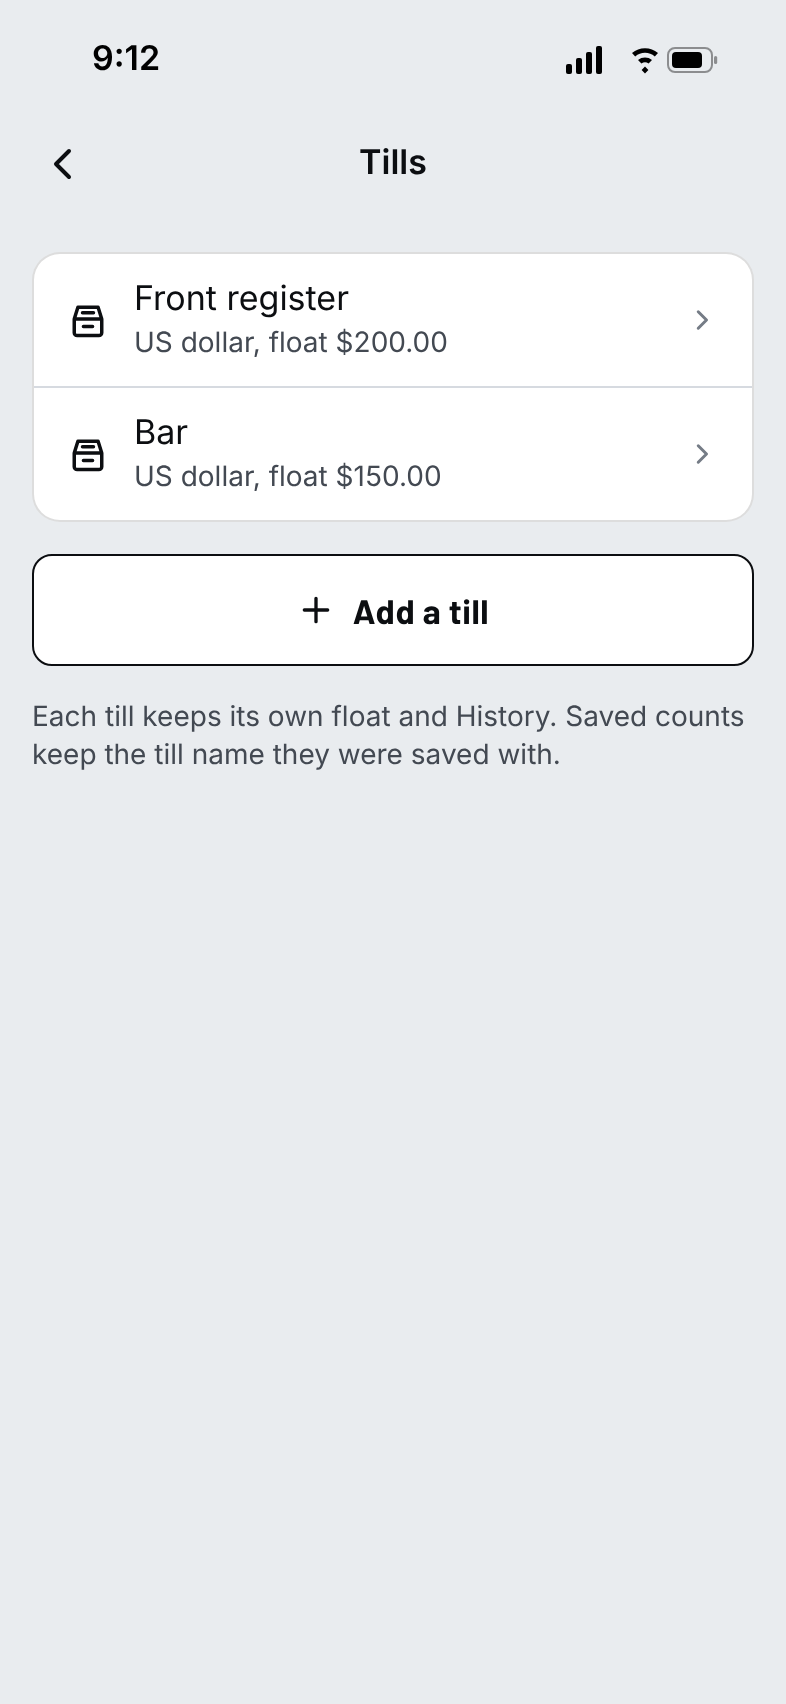 9:12
Tills
Front register
US dollar, float $200.00
Bar
US dollar, float $150.00
Add a till
Each till keeps its own float and History. Saved counts
keep the till name they were saved with.